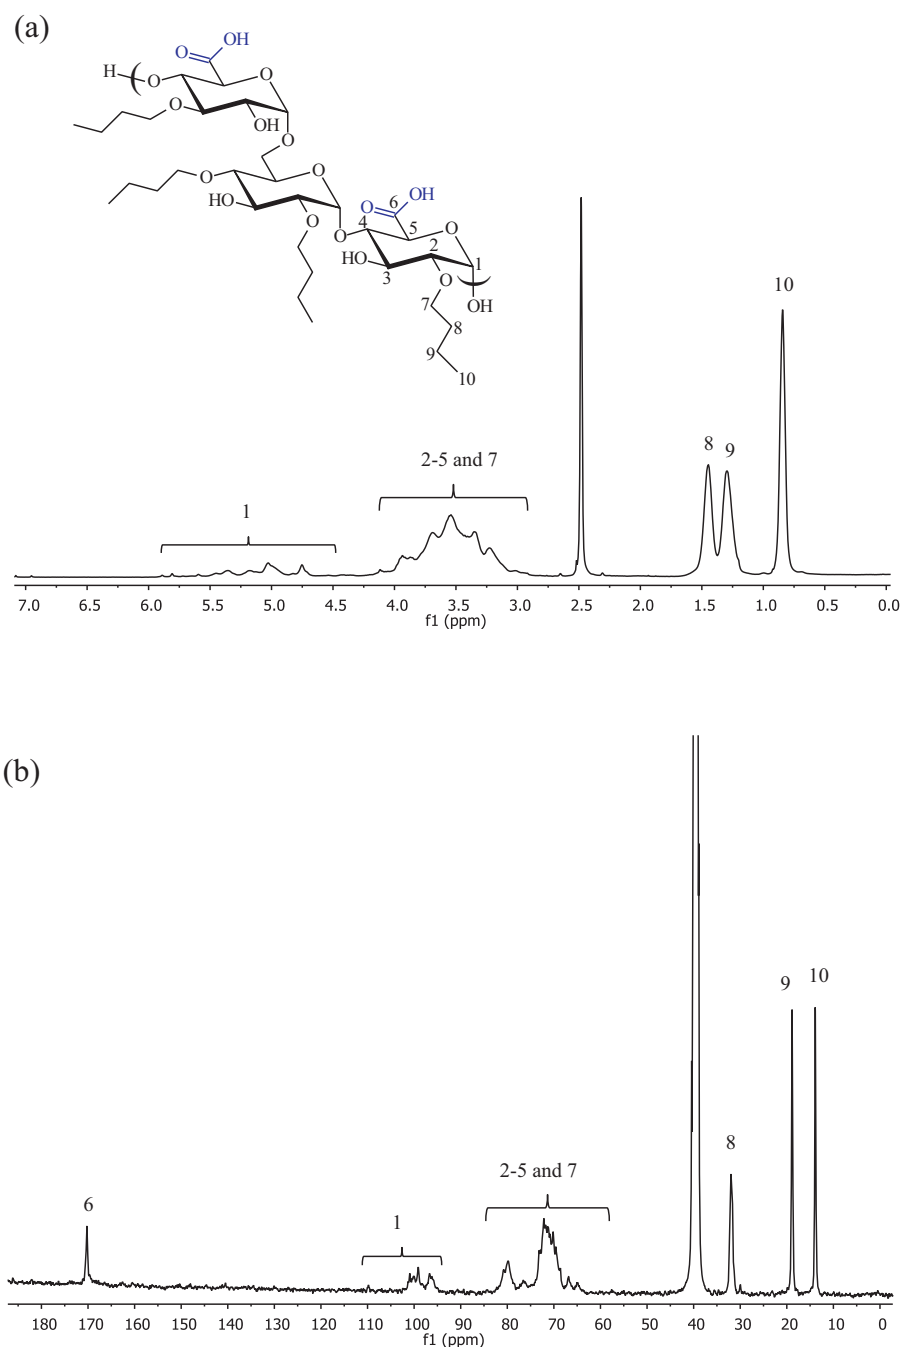 (a)
O OH
H ( O O
O OH
O
O O
HO O
O 6 OH
4 5 O
O 2 1
HO 3 O )
7 OH
8
9
10
10
8 9
2-5 and 7
1
7.0 6.5 6.0 5.5 5.0 4.5 4.0 3.5 3.0 2.5 2.0 1.5 1.0 0.5 0.0
f1 (ppm)
(b)
9 10
8
2-5 and 7
6 1
180 170 160 150 140 130 120 110 100 90 80 70 60 50 40 30 20 10 0
f1 (ppm)